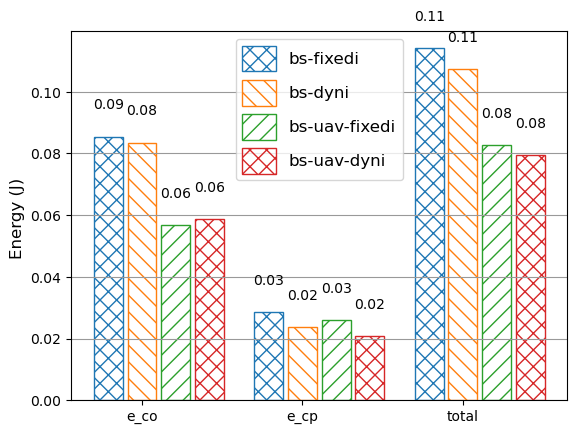 0.11
0.11
bs-fixedi
bs-dyni
bs-uav-fixedi
bs-uav-dyni
0.09
0.08
0.06
0.06
0.03
0.02
0.03
0.02
0.08
0.08
Energy (J)
0.10
0.08
0.06
0.04
0.02
0.00
e_co
e_cp
total